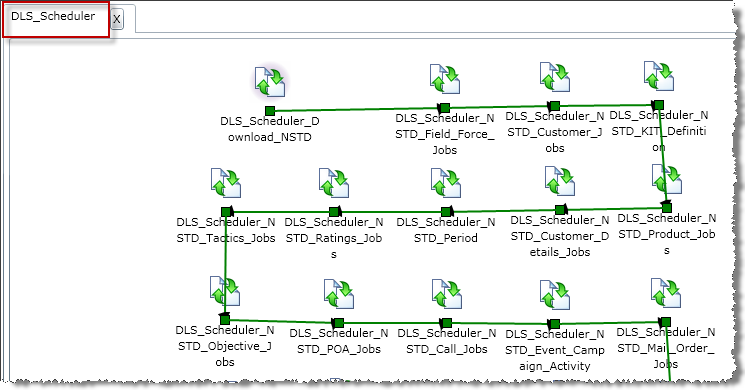 DLS_Scheduler
X
DLS_Scheduler_D
ownload_NSTD
DLS_Scheduler_N
STD_Field_Force_
Jobs
DLS_Scheduler_N
STD_Customer_J
obs
DLS_Scheduler_N
STD_KIT_Definiti
on
DLS_Scheduler_N
STD_Tactics_Jobs
DLS_Scheduler_N
STD_Ratings_Job
s
DLS_Scheduler_N
STD_Period
DLS_Scheduler_N
STD_Customer_D
etails_Jobs
DLS_Scheduler_N
STD_Product_Job
s
DLS_Scheduler_N
STD_Objective_J
obs
DLS_Scheduler_N
STD_POA_Jobs
DLS_Scheduler_N
STD_Call_Jobs
DLS_Scheduler_N
STD_Event_Camp
aign_Activity
DLS_Scheduler_N
STD_Mail_Order_
Jobs